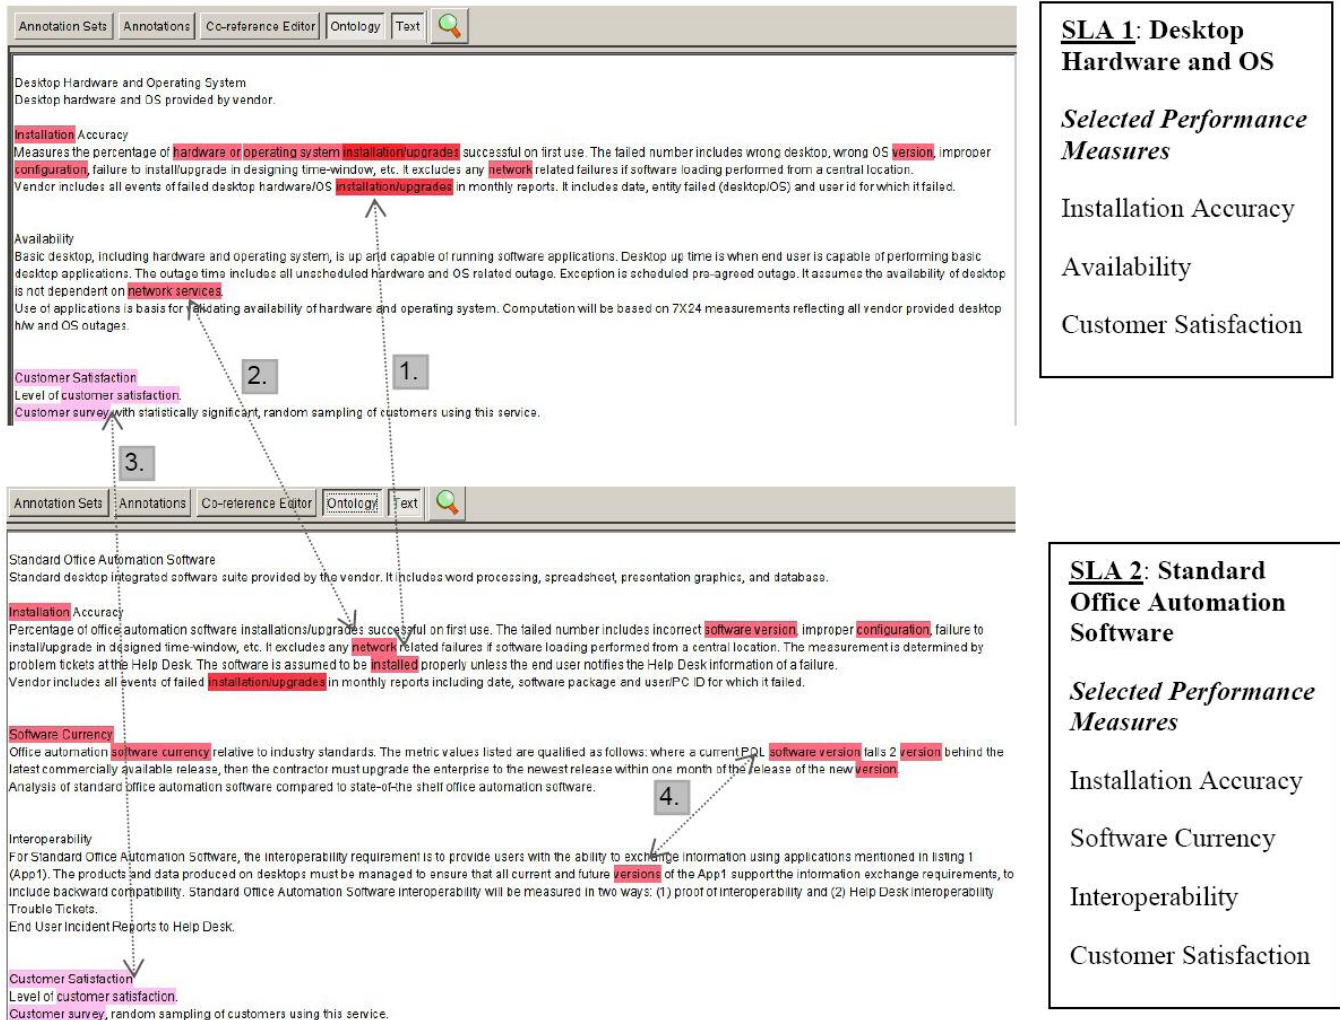 Annotation Sets Annotations Co-reference Editor Ontology Text
Desktop Hardware and Operating System
Desktop hardware and OS provided by vendor.
Installation Accuracy
Measures the percentage of hardware or operating system installation/upgrades successful on first use. The failed number includes wrong desktop, wrong OS version, improper
configuration, failure to install/upgrade in designing time-window, etc. It excludes any network related failures if software loading performed from a central location.
Vendor includes all events of failed desktop hardware/OS installation/upgrades in monthly reports. It includes date, entity failed (desktop/OS) and user id for which it failed.
Availability
Basic desktop, including hardware and operating system, is up and capable of running software applications. Desktop up time is when end user is capable of performing basic
desktop applications. The outage time includes all unscheduled hardware and OS related outage. Exception is scheduled pre-agreed outage. It assumes the availability of desktop
is not dependent on network services.
Use of applications is basis for validating availability of hardware and operating system. Computation will be based on 7X24 measurements reflecting all vendor provided desktop
h/w and OS outages.
Customer Satisfaction
Level of customer satisfaction.
Customer survey with statistically significant, random sampling of customers using this service.
1.
2.
3.
SLA 1: Desktop
Hardware and OS
Selected Performance
Measures
Installation Accuracy
Availability
Customer Satisfaction
Annotation Sets Annotations Co-reference Editor Ontology Text
Standard Office Automation Software
Standard desktop integrated software suite provided by the vendor. It includes word processing, spreadsheet, presentation graphics, and database.
Installation Accuracy
Percentage of office automation software installations/upgrades successful on first use. The failed number includes incorrect software version, improper configuration, failure to
install/upgrade in designed time-window, etc. It excludes any network related failures if software loading performed from a central location. The measurement is determined by
problem tickets at the Help Desk. The software is assumed to be installed properly unless the end user notifies the Help Desk information of a failure.
Vendor includes all events of failed installation/upgrades in monthly reports including date, software package and user/PC ID for which it failed.
Software Currency
Office automation software currency relative to industry standards. The metric values listed are qualified as follows: where a current PQL software version falls 2 version behind the
latest commercially available release, then the contractor must upgrade the enterprise to the newest release within one month of the release of the new version.
Analysis of standard office automation software compared to state-of-the shelf office automation software.
4.
Interoperability
For Standard Office Automation Software, the interoperability requirement is to provide users with the ability to exchange information using applications mentioned in listing 1
(App1). The products and data produced on desktops must be managed to ensure that all current and future versions of the App1 support the information exchange requirements, to
include backward compatibility. Standard Office Automation Software interoperability will be measured in two ways: (1) proof of interoperability and (2) Help Desk Interoperability
Trouble Tickets.
End User Incident Reports to Help Desk.
Customer Satisfaction
Level of customer satisfaction.
Customer survey, random sampling of customers using this service.
SLA 2: Standard
Office Automation
Software
Selected Performance
Measures
Installation Accuracy
Software Currency
Interoperability
Customer Satisfaction